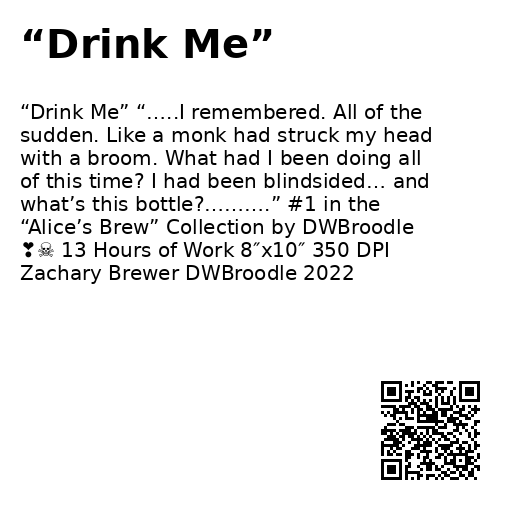 “Drink Me”
“Drink Me” “.....I remembered. All of the
sudden. Like a monk had struck my head
with a broom. What had I been doing all
of this time? I had been blindsided… and
what’s this bottle?……….” #1 in the
“Alice’s Brew” Collection by DWBroodle
❣☠ 13 Hours of Work 8″x10″ 350 DPI
Zachary Brewer DWBroodle 2022